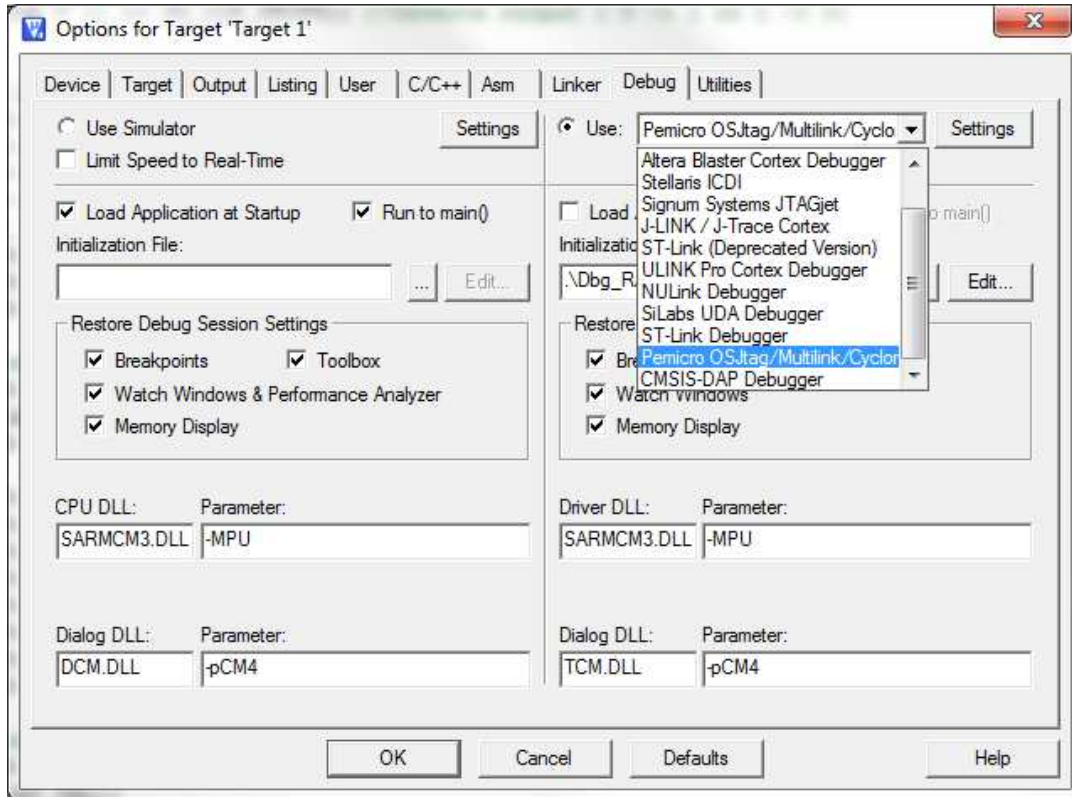 Options for Target 'Target 1'
Device Target Output Listing User C/C++ Asm Linker Debug Utilities
Use Simulator Settings
Limit Speed to Real-Time
Use: Pemicro OSJtag/Multilink/Cyclo Settings
Altera Blaster Cortex Debugger
Stellaris ICDI
Signum Systems JTAGjet
J-LINK / J-Trace Cortex
ST-Link (Deprecated Version)
ULINK Pro Cortex Debugger
NULink Debugger
SiLabs UDA Debugger
ST-Link Debugger
Pemicro OSJtag/Multilink/Cyclor
CMSIS-DAP Debugger
Load Application at Startup Run to main()
Initialization File:
... Edit...
Restore Debug Session Settings
Breakpoints Toolbox
Watch Windows & Performance Analyzer
Memory Display
Load o main()
Initializatio
.\Dbg_R Edit...
Restore
Bre
Watch Windows
Memory Display
CPU DLL: Parameter:
SARMCM3.DLL -MPU
Driver DLL: Parameter:
SARMCM3.DLL -MPU
Dialog DLL: Parameter:
DCM.DLL -pCM4
Dialog DLL: Parameter:
TCM.DLL -pCM4
OK Cancel Defaults Help